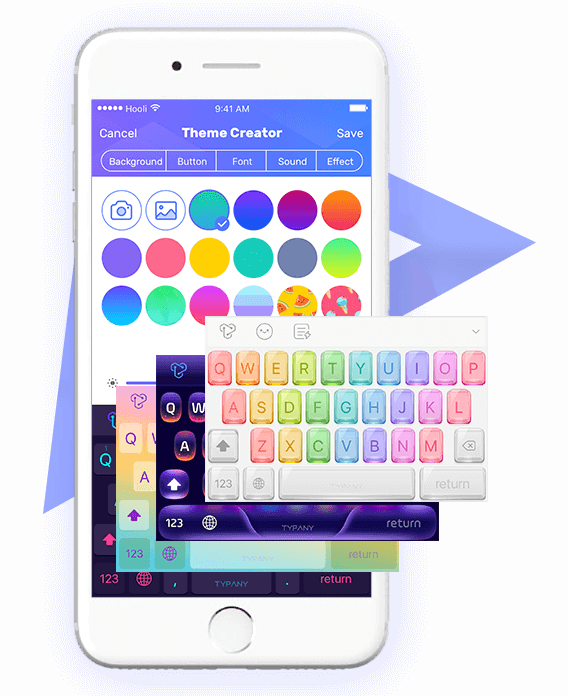 Hooli 9:41 AM
Cancel Theme Creator Save
Background Button Font Sound Effect
Q W E R T Y U I O P
A S D F G H J K L
Z X C V B N M
123 TYPANY return
Q W
A
123 TYPANY return
Q W
A
123 return
Q
A
123 , TYPANY . return